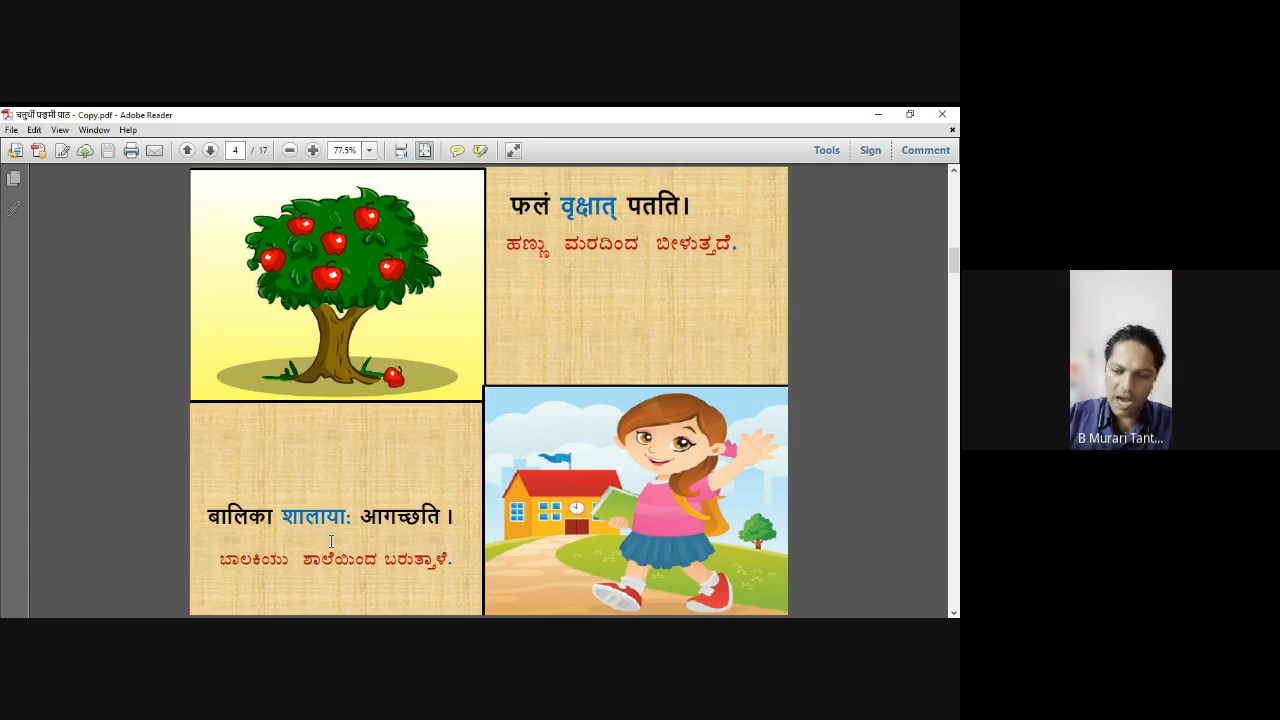 चतुर्थी पञ्चमी पाठ - Copy.pdf - Adobe Reader
File Edit View Window Help
4 / 17 77.5% Tools Sign Comment
फलं वृक्षात् पतति।
ಹಣ್ಣು ಮರದಿಂದ ಬೀಳುತ್ತದೆ.
बालिका शालाया: आगच्छति ।
ಬಾಲಕಿಯು ಶಾಲೆಯಿಂದ ಬರುತ್ತಾಳೆ.
B Murari Tant...